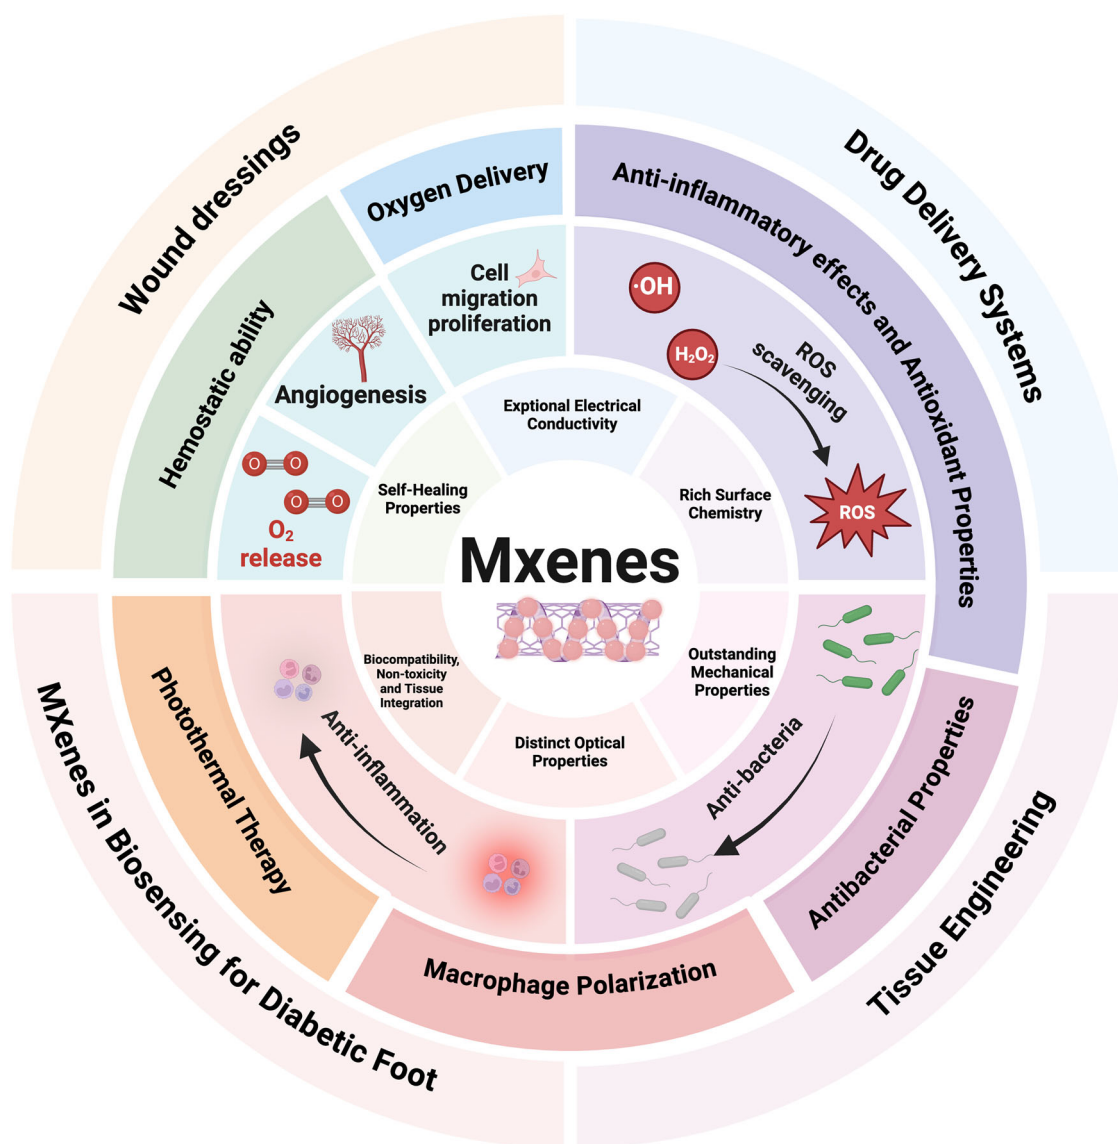 Wound dressings
Drug Delivery Systems
Tissue Engineering
MXenes in Biosensing for Diabetic Foot
Oxygen Delivery
Anti-inflammatory effects and Antioxidant Properties
Antibacterial Properties
Macrophage Polarization
Photothermal Therapy
Hemostatic ability
Cell
migration
proliferation
Angiogenesis
O O
O O
O₂
release
·OH
H₂O₂
ROS
scavenging
ROS
Anti-bacteria
Anti-inflammation
Exptional Electrical
Conductivity
Rich Surface
Chemistry
Outstanding
Mechanical
Properties
Distinct Optical
Properties
Biocompatibility,
Non-toxicity
and Tissue
Integration
Self-Healing
Properties
Mxenes